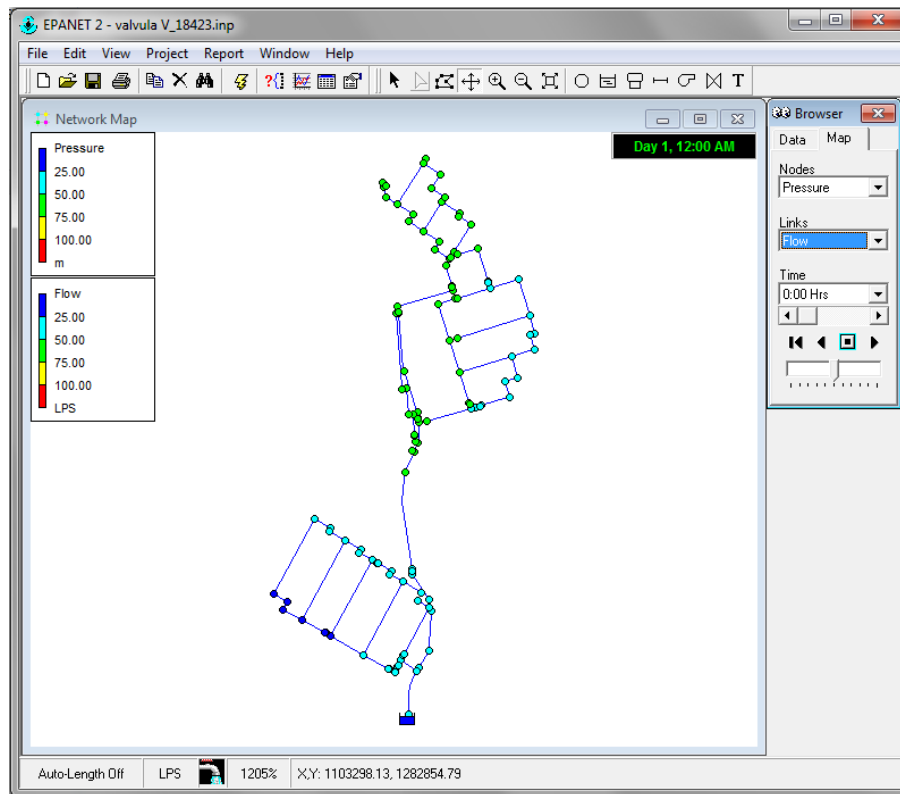 EPANET 2 - valvula V_18423.inp
File Edit View Project Report Window Help
T
Network Map
Browser
Day 1, 12:00 AM
Data Map
Pressure
25.00
50.00
75.00
100.00
m
Flow
25.00
50.00
75.00
100.00
LPS
Nodes
Pressure
Links
Flow
Time
0:00 Hrs
Auto-Length Off LPS 1205% X,Y: 1103298.13, 1282854.79